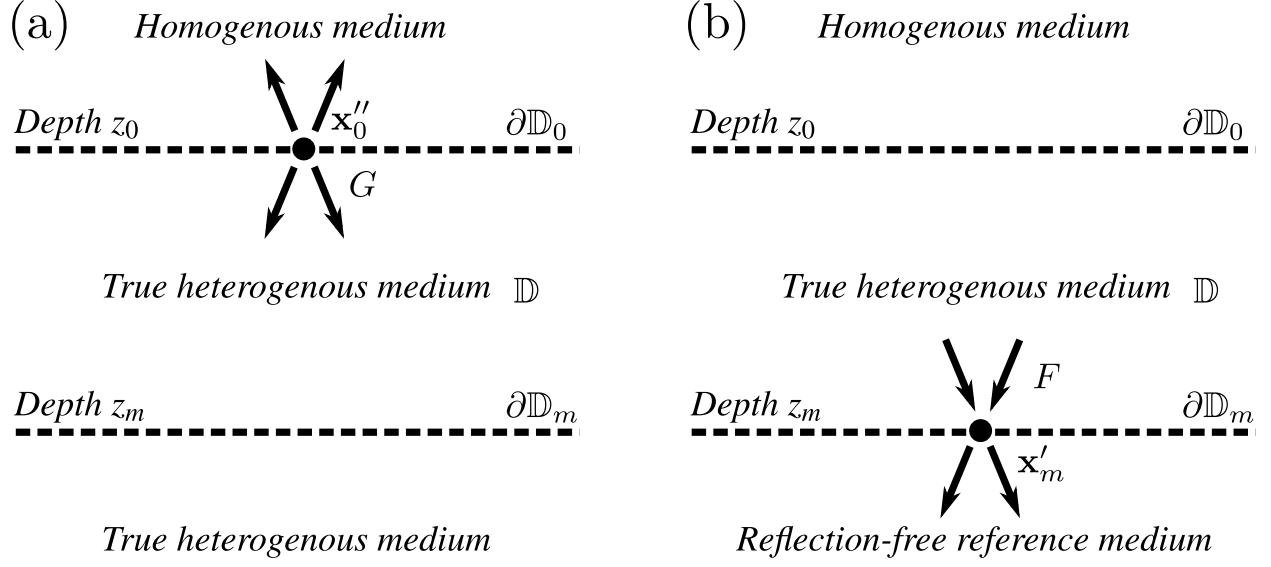 (a) Homogenous medium
x₀″
Depth z₀ ∂𝔻₀
G
True heterogenous medium 𝔻
Depth zₘ ∂𝔻ₘ
True heterogenous medium
(b) Homogenous medium
Depth z₀ ∂𝔻₀
True heterogenous medium 𝔻
F
Depth zₘ ∂𝔻ₘ
x′ₘ
Reflection-free reference medium